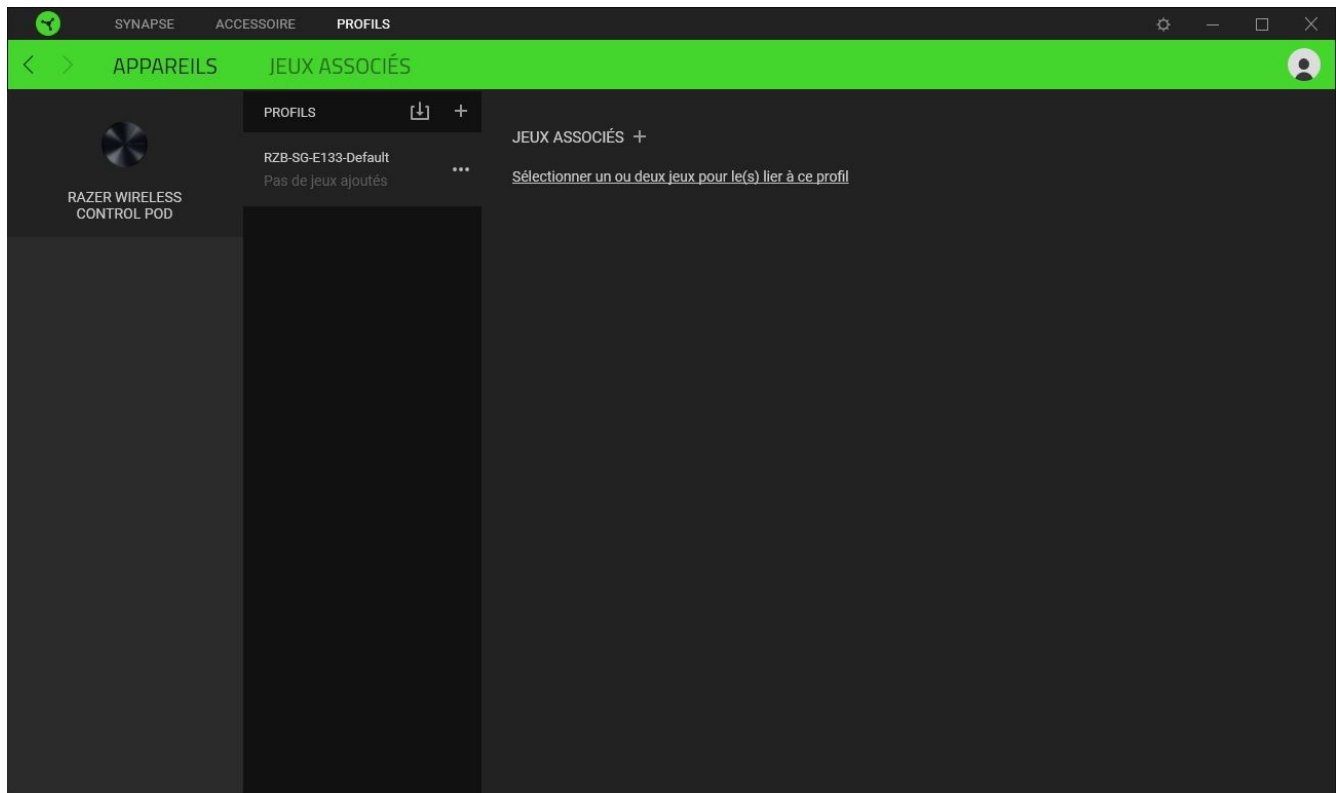 SYNAPSE ACCESSOIRE PROFILS
APPAREILS JEUX ASSOCIÉS
PROFILS
RZB-SG-E133-Default
Pas de jeux ajoutés
RAZER WIRELESS
CONTROL POD
JEUX ASSOCIÉS +
Sélectionner un ou deux jeux pour le(s) lier à ce profil